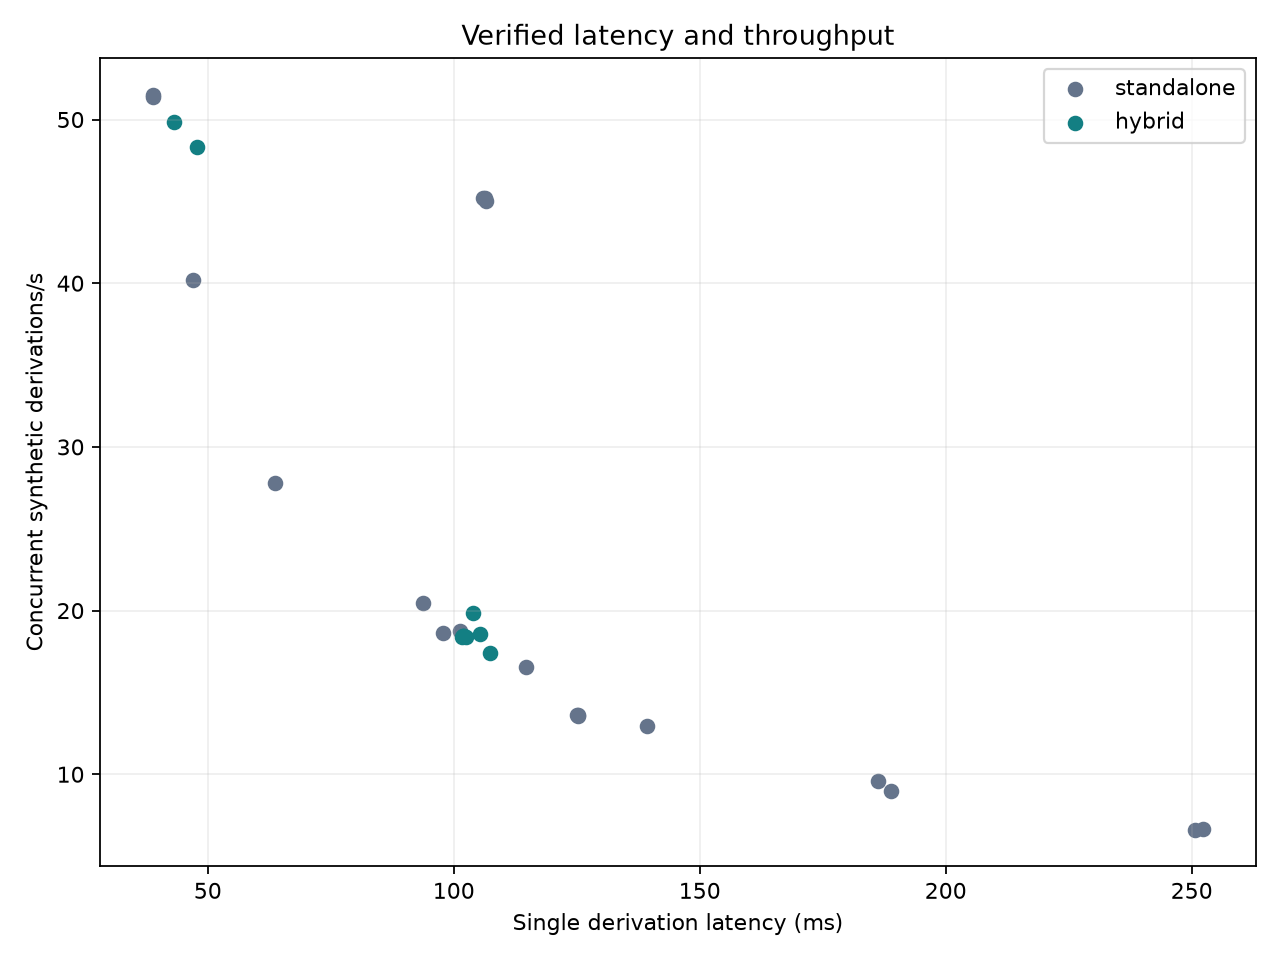 Verified latency and throughput
standalone
hybrid
Concurrent synthetic derivations/s
50
40
30
20
10
50
100
150
200
250
Single derivation latency (ms)